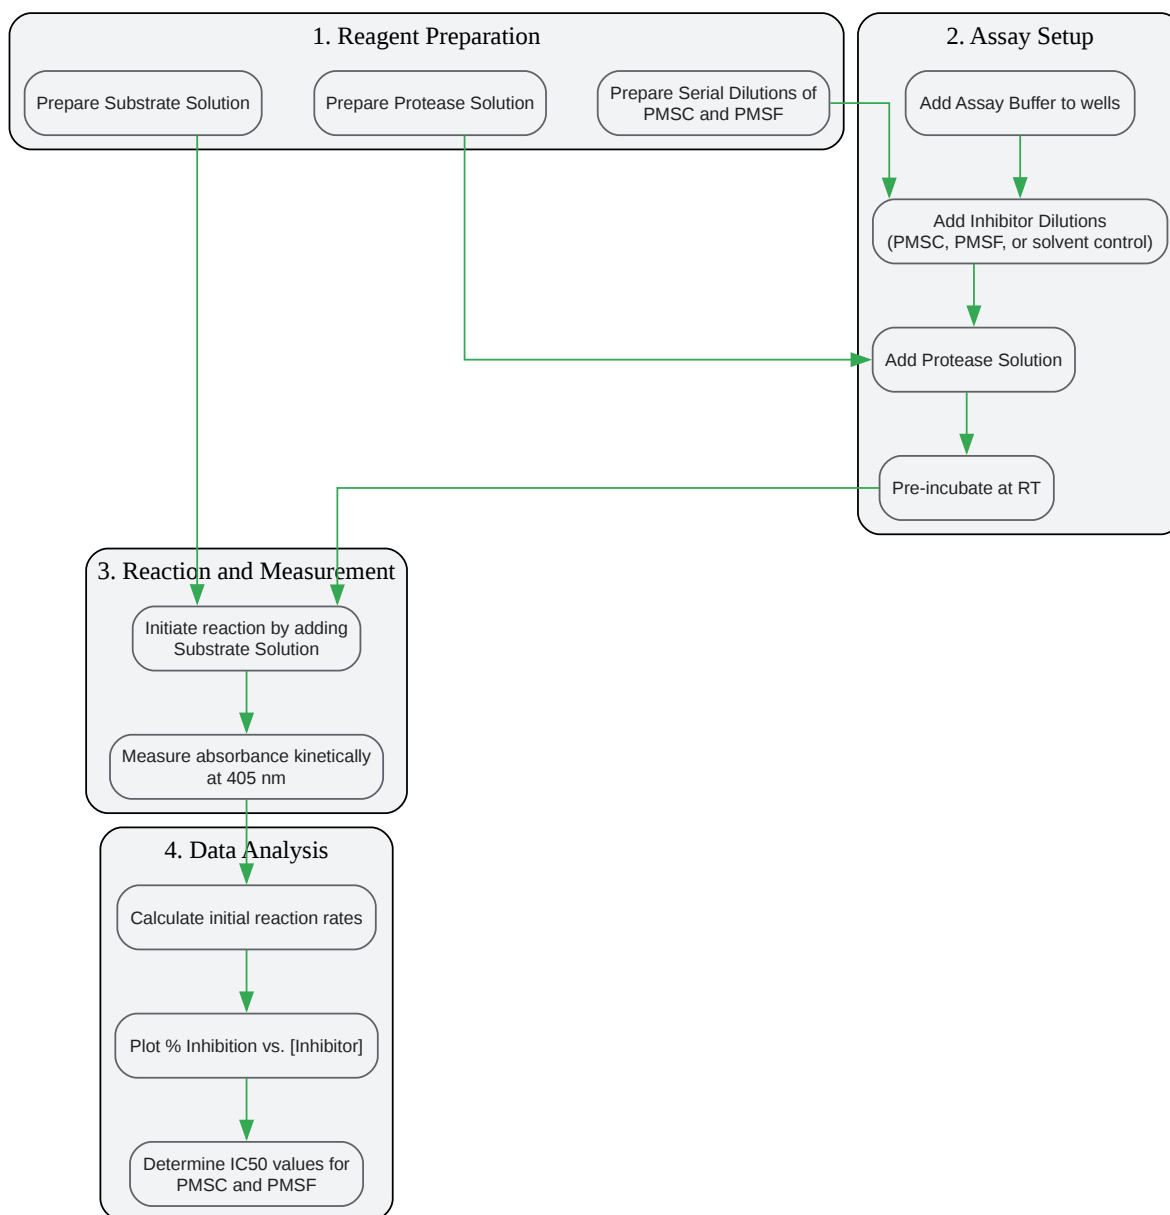 1. Reagent Preparation
Prepare Substrate Solution
Prepare Protease Solution
Prepare Serial Dilutions of
PMSC and PMSF
2. Assay Setup
Add Assay Buffer to wells
Add Inhibitor Dilutions
(PMSC, PMSF, or solvent control)
Add Protease Solution
Pre-incubate at RT
3. Reaction and Measurement
Initiate reaction by adding
Substrate Solution
Measure absorbance kinetically
at 405 nm
4. Data Analysis
Calculate initial reaction rates
Plot % Inhibition vs. [Inhibitor]
Determine IC50 values for
PMSC and PMSF